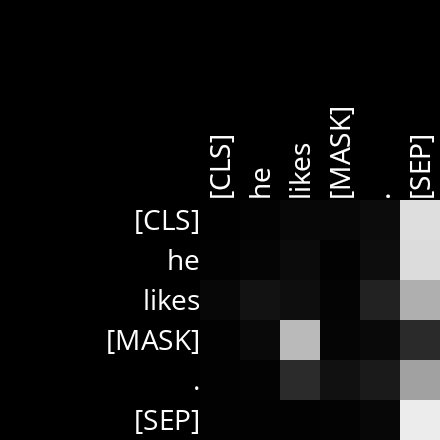 [CLS] he likes [MASK] . [SEP]
[CLS]
he
likes
[MASK]
.
[SEP]